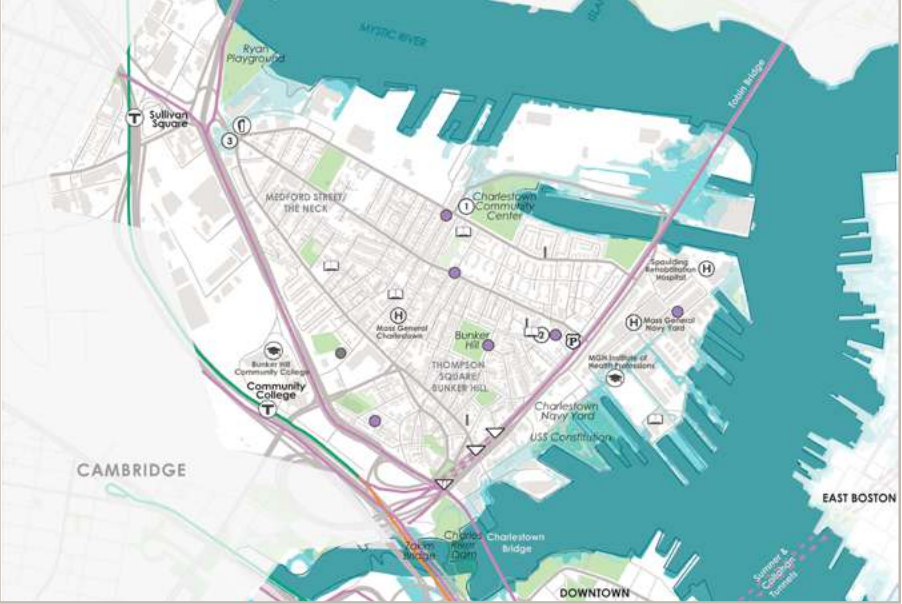 MYSTIC RIVER
Ryan
Playground
Tobin Bridge
Sullivan
Square
T
3
MEDFORD STREET/
THE NECK
1
Charlestown
Community
Center
Spaulding
Rehabilitation
Hospital
H
H
Mass General
Charlestown
H
Mass General
Navy Yard
Bunker
Hill
2
P
Bunker Hill
Community College
THOMPSON
SQUARE/
BUNKER HILL
MGH Institute of
Health Professions
Community
College
T
Charlestown
Navy Yard
USS Constitution
CAMBRIDGE
EAST BOSTON
Zakim
Bridge
Charles
River
Dam
Charlestown
Bridge
Sumner &
Callahan
Tunnels
DOWNTOWN